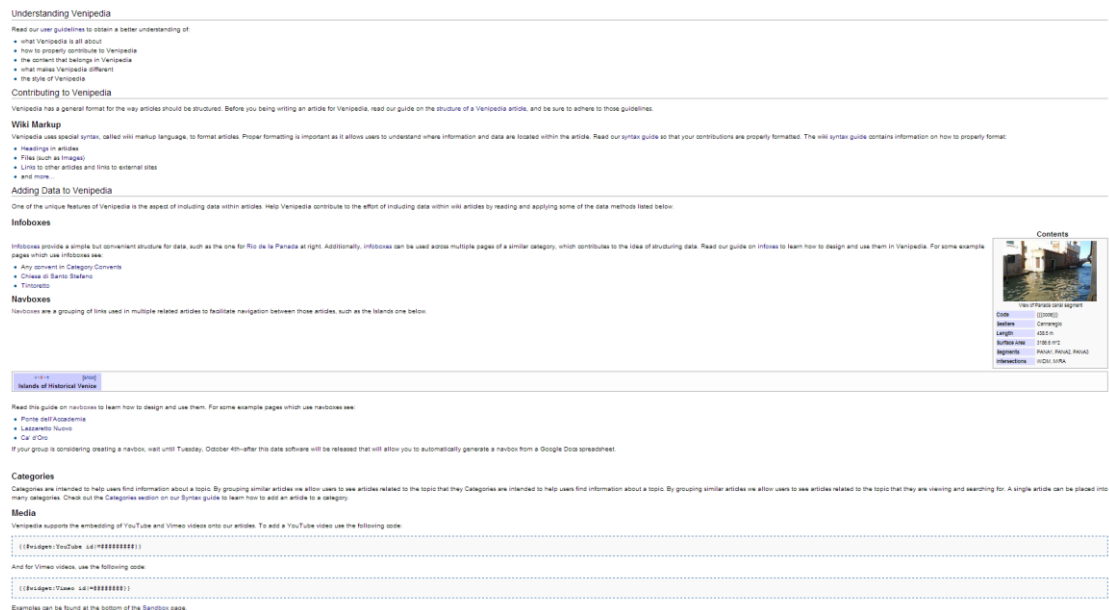 Understanding Venipedia
Read our user guidelines to obtain a better understanding of:
what Venipedia is all about
how to properly contribute to Venipedia
the content that belongs in Venipedia
what makes Venipedia different
the style of Venipedia
Contributing to Venipedia
Venipedia has a general format for the way articles should be structured. Before you being writing an article for Venipedia, read our guide on the structure of a Venipedia article, and be sure to adhere to those guidelines.
Wiki Markup
Venipedia uses special syntax, called wiki markup language, to format articles. Proper formatting is important as it allows users to understand where information and data are located within the article. Read our syntax guide so that your contributions are properly formatted. The wiki syntax guide contains information on how to properly format:
Headings in articles
Files (such as Images)
Links to other articles and links to external sites
and more...
Adding Data to Venipedia
One of the unique features of Venipedia is the aspect of including data within articles. Help Venipedia contribute to the effort of including data within wiki articles by reading and applying some of the data methods listed below.
Infoboxes
Infoboxes provide a simple but convenient structure for data, such as the one for Rio de la Panada at right. Additionally, infoboxes can be used across multiple pages of a similar category, which contributes to the idea of structuring data. Read our guide on infoxes to learn how to design and use them in Venipedia. For some example
pages which use infoboxes see:
Any convent in Category:Convents
Chiesa di Santo Stefano
Tintoretto
Contents
View of Panada canal segment
Code {{{code}}}
Sestiere Cannaregio
Length
Surface Area
Segments PANA1, PANA2, PANA3
Intersections WIDM, MIRA
Navboxes
Navboxes are a grouping of links used in multiple related articles to facilitate navigation between those articles, such as the Islands one below.
v·d·e [show]
Islands of Historical Venice
Read this guide on navboxes to learn how to design and use them. For some example pages which use navboxes see:
Ponte dell'Accademia
Lazzaretto Nuovo
Ca' d'Oro
If your group is considering creating a navbox, wait until Tuesday, October 4th-after this date software will be released that will allow you to automatically generate a navbox from a Google Docs spreadsheet.
Categories
Categories are intended to help users find information about a topic. By grouping similar articles we allow users to see articles related to the topic that they Categories are intended to help users find information about a topic. By grouping similar articles we allow users to see articles related to the topic that they are viewing and searching for. A single article can be placed into
many categories. Check out the Categories section on our Syntax guide to learn how to add an article to a category.
Media
Venipedia supports the embedding of YouTube and Vimeo videos onto our articles. To add a YouTube video use the following code:
{{#widget:YouTube id|=#########}}
And for Vimeo videos, use the following code:
{{#widget:Vimeo id|=########}}
Examples can be found at the bottom of the Sandbox page.